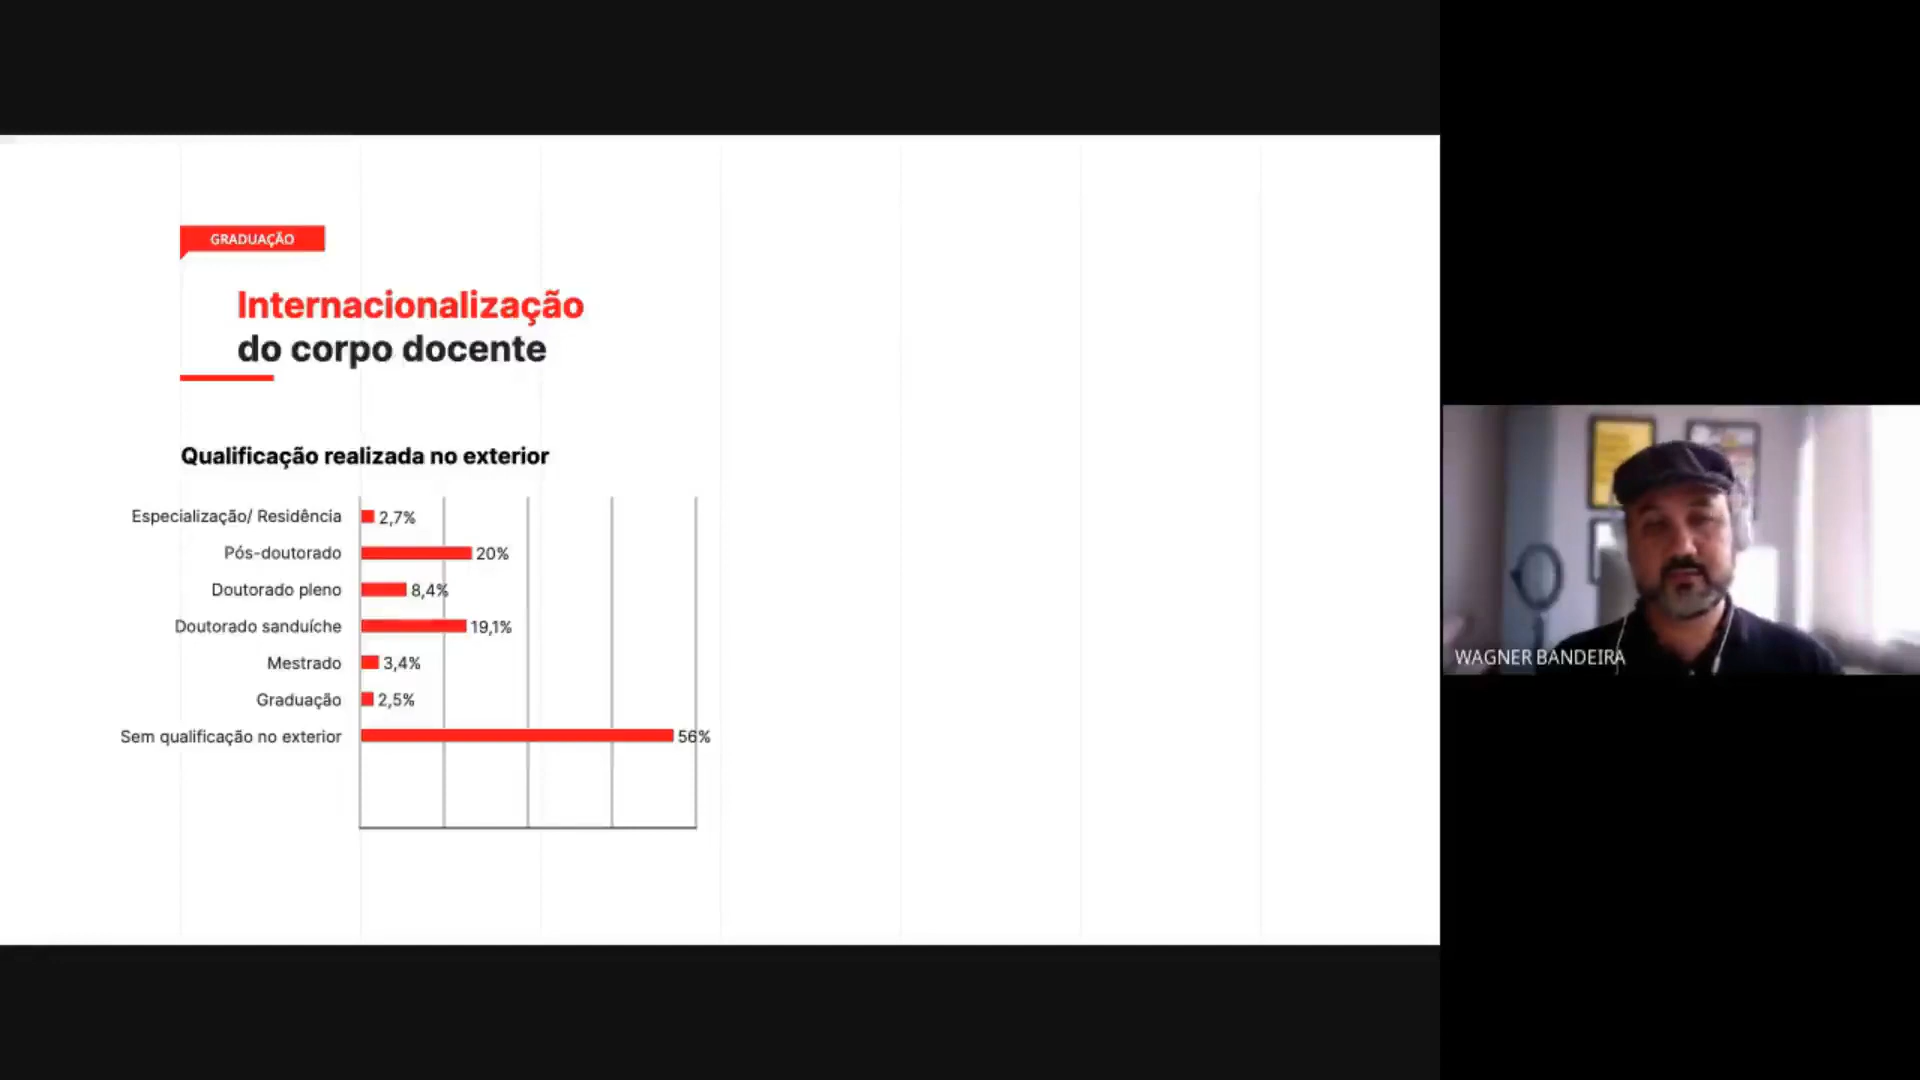 GRADUAÇÃO
Internacionalização
do corpo docente
Qualificação realizada no exterior
Especialização/ Residência 2,7%
Pós-doutorado 20%
Doutorado pleno 8,4%
Doutorado sanduíche 19,1%
Mestrado 3,4%
Graduação 2,5%
Sem qualificação no exterior 56%
WAGNER BANDEIRA